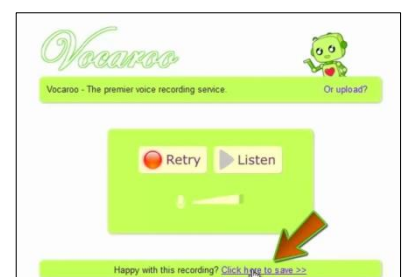 Vocaroo
Vocaroo - The premier voice recording service. Or upload?
Retry Listen
Happy with this recording? Click here to save >>